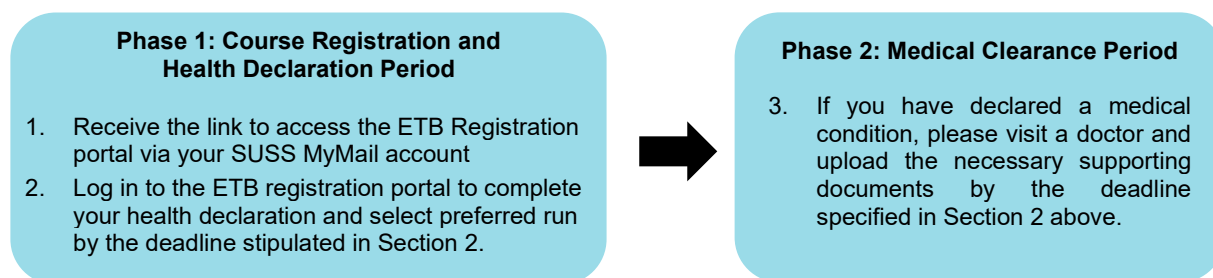 Phase 1: Course Registration and
Health Declaration Period
1. Receive the link to access the ETB Registration
portal via your SUSS MyMail account
2. Log in to the ETB registration portal to complete
your health declaration and select preferred run
by the deadline stipulated in Section 2.
Phase 2: Medical Clearance Period
3. If you have declared a medical
condition, please visit a doctor and
upload the necessary supporting
documents by the deadline
specified in Section 2 above.